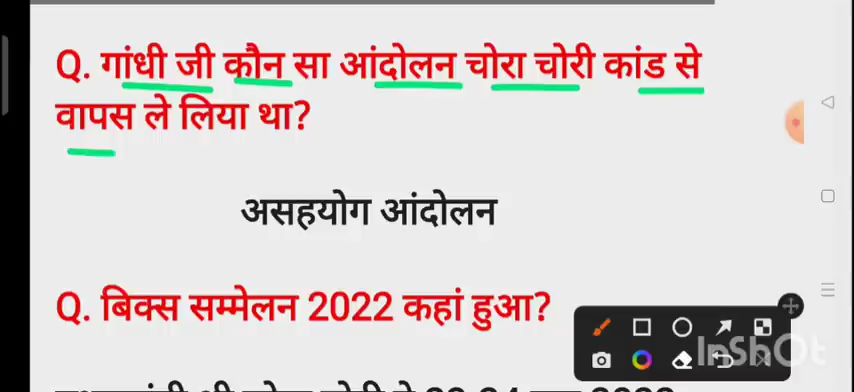 Q. गांधी जी कौन सा आंदोलन चोरा चोरी कांड से
वापस ले लिया था?
असहयोग आंदोलन
Q. बिक्स सम्मेलन 2022 कहां हुआ?
InShOt